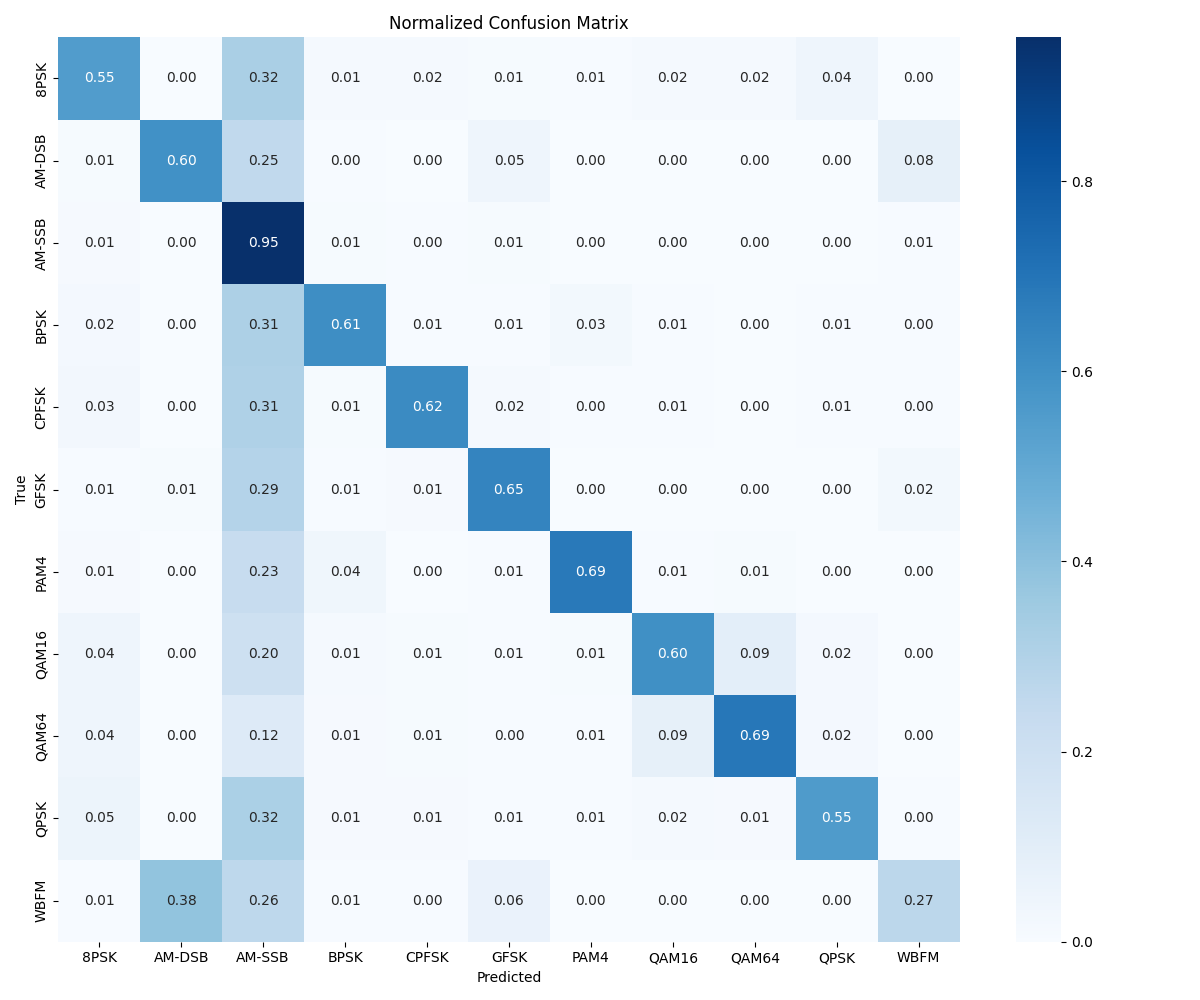 Normalized Confusion Matrix
8PSK 0.55 0.00 0.32 0.01 0.02 0.01 0.01 0.02 0.02 0.04 0.00
AM-DSB 0.01 0.60 0.25 0.00 0.00 0.05 0.00 0.00 0.00 0.00 0.08
AM-SSB 0.01 0.00 0.95 0.01 0.00 0.01 0.00 0.00 0.00 0.00 0.01
BPSK 0.02 0.00 0.31 0.61 0.01 0.01 0.03 0.01 0.00 0.01 0.00
CPFSK 0.03 0.00 0.31 0.01 0.62 0.02 0.00 0.01 0.00 0.01 0.00
GFSK 0.01 0.01 0.29 0.01 0.01 0.65 0.00 0.00 0.00 0.00 0.02
PAM4 0.01 0.00 0.23 0.04 0.00 0.01 0.69 0.01 0.01 0.00 0.00
QAM16 0.04 0.00 0.20 0.01 0.01 0.01 0.01 0.60 0.09 0.02 0.00
QAM64 0.04 0.00 0.12 0.01 0.01 0.00 0.01 0.09 0.69 0.02 0.00
QPSK 0.05 0.00 0.32 0.01 0.01 0.01 0.01 0.02 0.01 0.55 0.00
WBFM 0.01 0.38 0.26 0.01 0.00 0.06 0.00 0.00 0.00 0.00 0.27
8PSK AM-DSB AM-SSB BPSK CPFSK GFSK PAM4 QAM16 QAM64 QPSK WBFM
Predicted
True
0.8
0.6
0.4
0.2
0.0